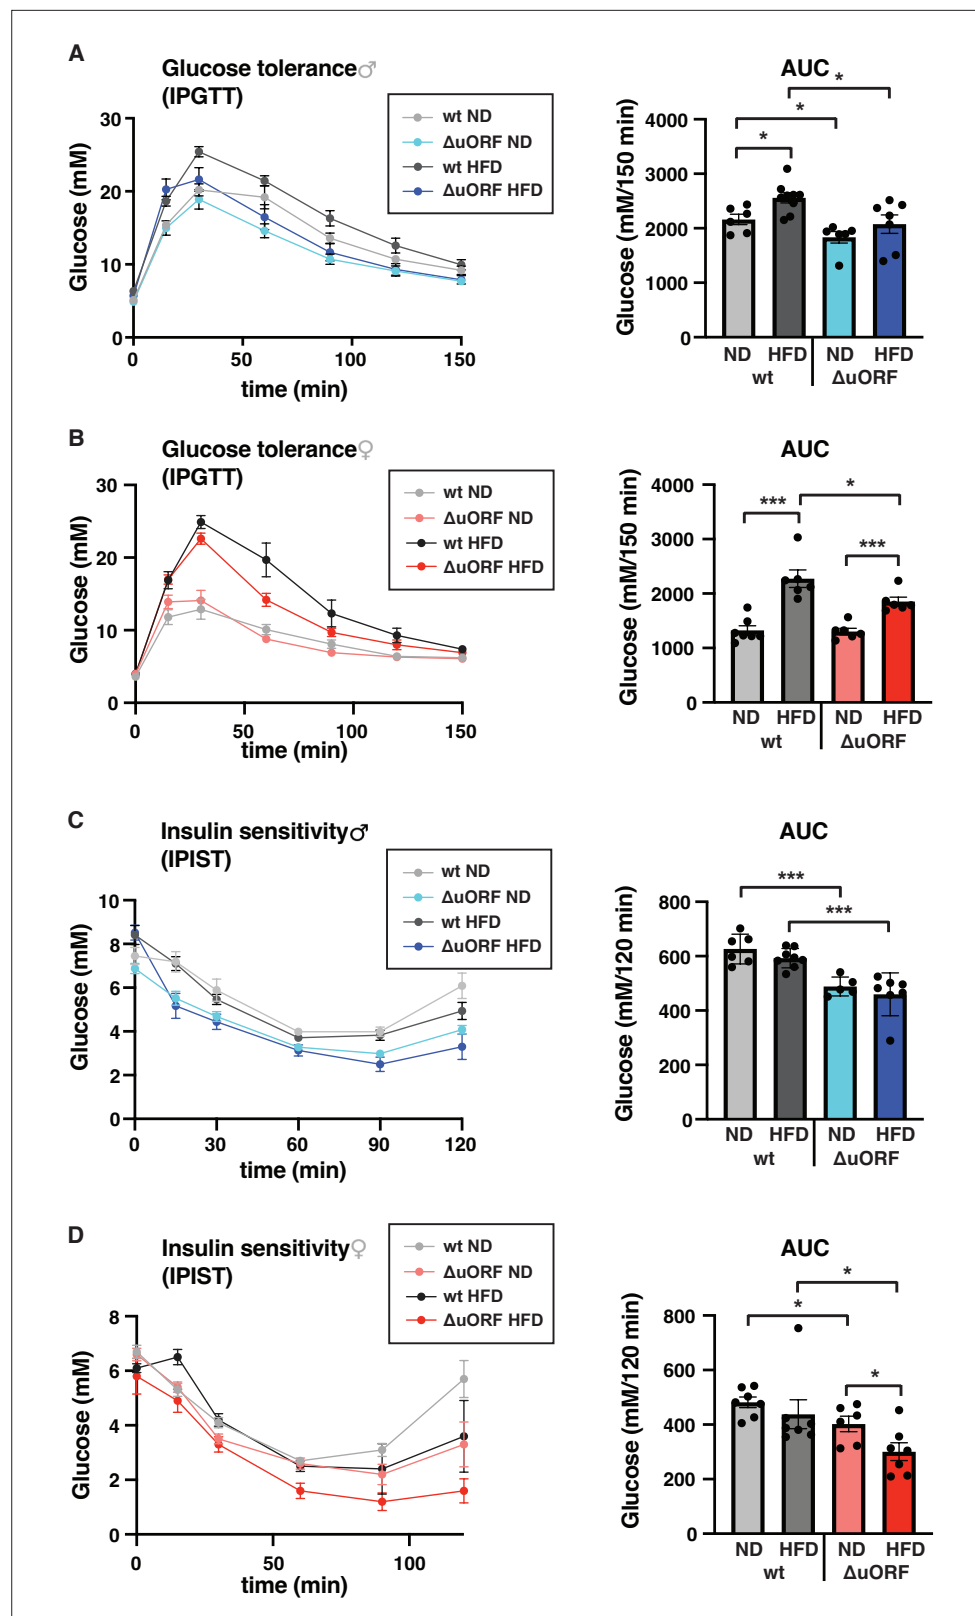 A
Glucose tolerance♂
(IPGTT)
wt ND
ΔuORF ND
wt HFD
ΔuORF HFD
Glucose (mM)
30
20
10
0
0 50 100 150
time (min)
AUC
*
*
*
Glucose (mM/150 min)
4000
3000
2000
1000
0
ND HFD ND HFD
wt ΔuORF
B
Glucose tolerance♀
(IPGTT)
wt ND
ΔuORF ND
wt HFD
ΔuORF HFD
Glucose (mM)
30
20
10
0
0 50 100 150
time (min)
AUC
*** *
***
Glucose (mM/150 min)
4000
3000
2000
1000
0
ND HFD ND HFD
wt ΔuORF
C
Insulin sensitivity♂
(IPIST)
wt ND
ΔuORF ND
wt HFD
ΔuORF HFD
Glucose (mM)
10
8
6
4
2
0
0 30 60 90 120
time (min)
AUC
***
***
Glucose (mM/120 min)
800
600
400
200
0
ND HFD ND HFD
wt ΔuORF
D
Insulin sensitivity♀
(IPIST)
wt ND
ΔuORF ND
wt HFD
ΔuORF HFD
Glucose (mM)
8
6
4
2
0
0 50 100
time (min)
AUC
*
*
*
Glucose (mM/120 min)
800
600
400
200
0
ND HFD ND HFD
wt ΔuORF